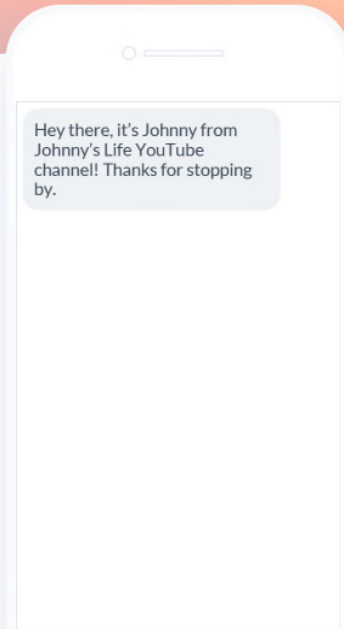 Hey there, it's Johnny from
Johnny's Life YouTube
channel! Thanks for stopping
by.